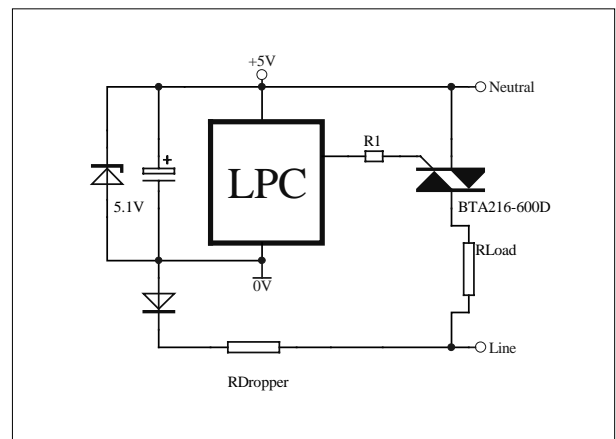 +5V
Neutral
R1
LPC
+
5.1V
BTA216-600D
RLoad
0V
Line
RDropper